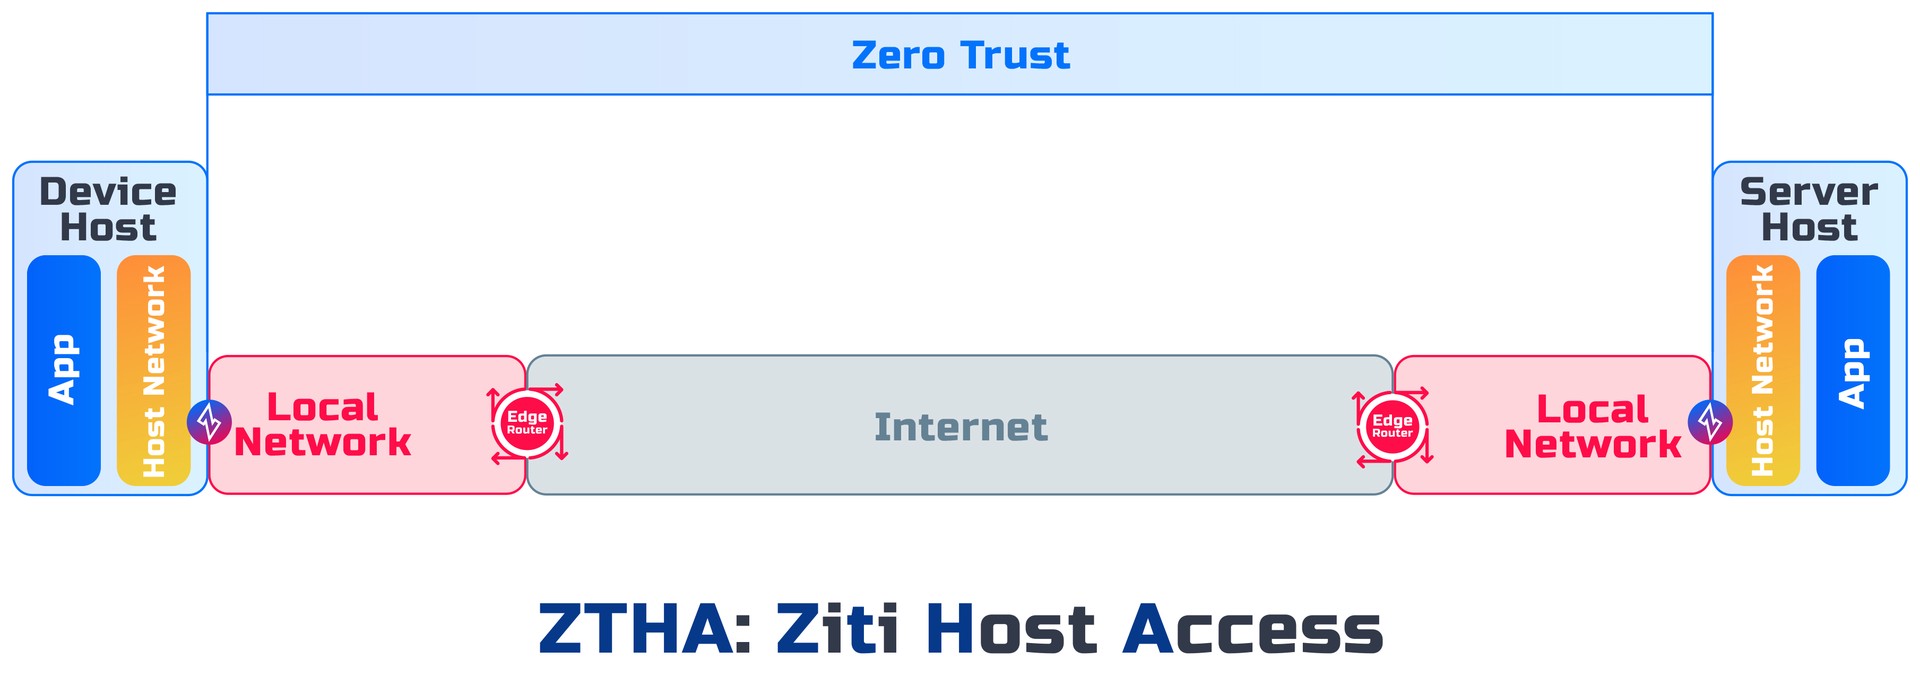 Zero Trust
Device
Host
App
Host Network
Local
Network
Edge
Router
Internet
Edge
Router
Local
Network
Server
Host
Host Network
App
ZTHA: Ziti Host Access